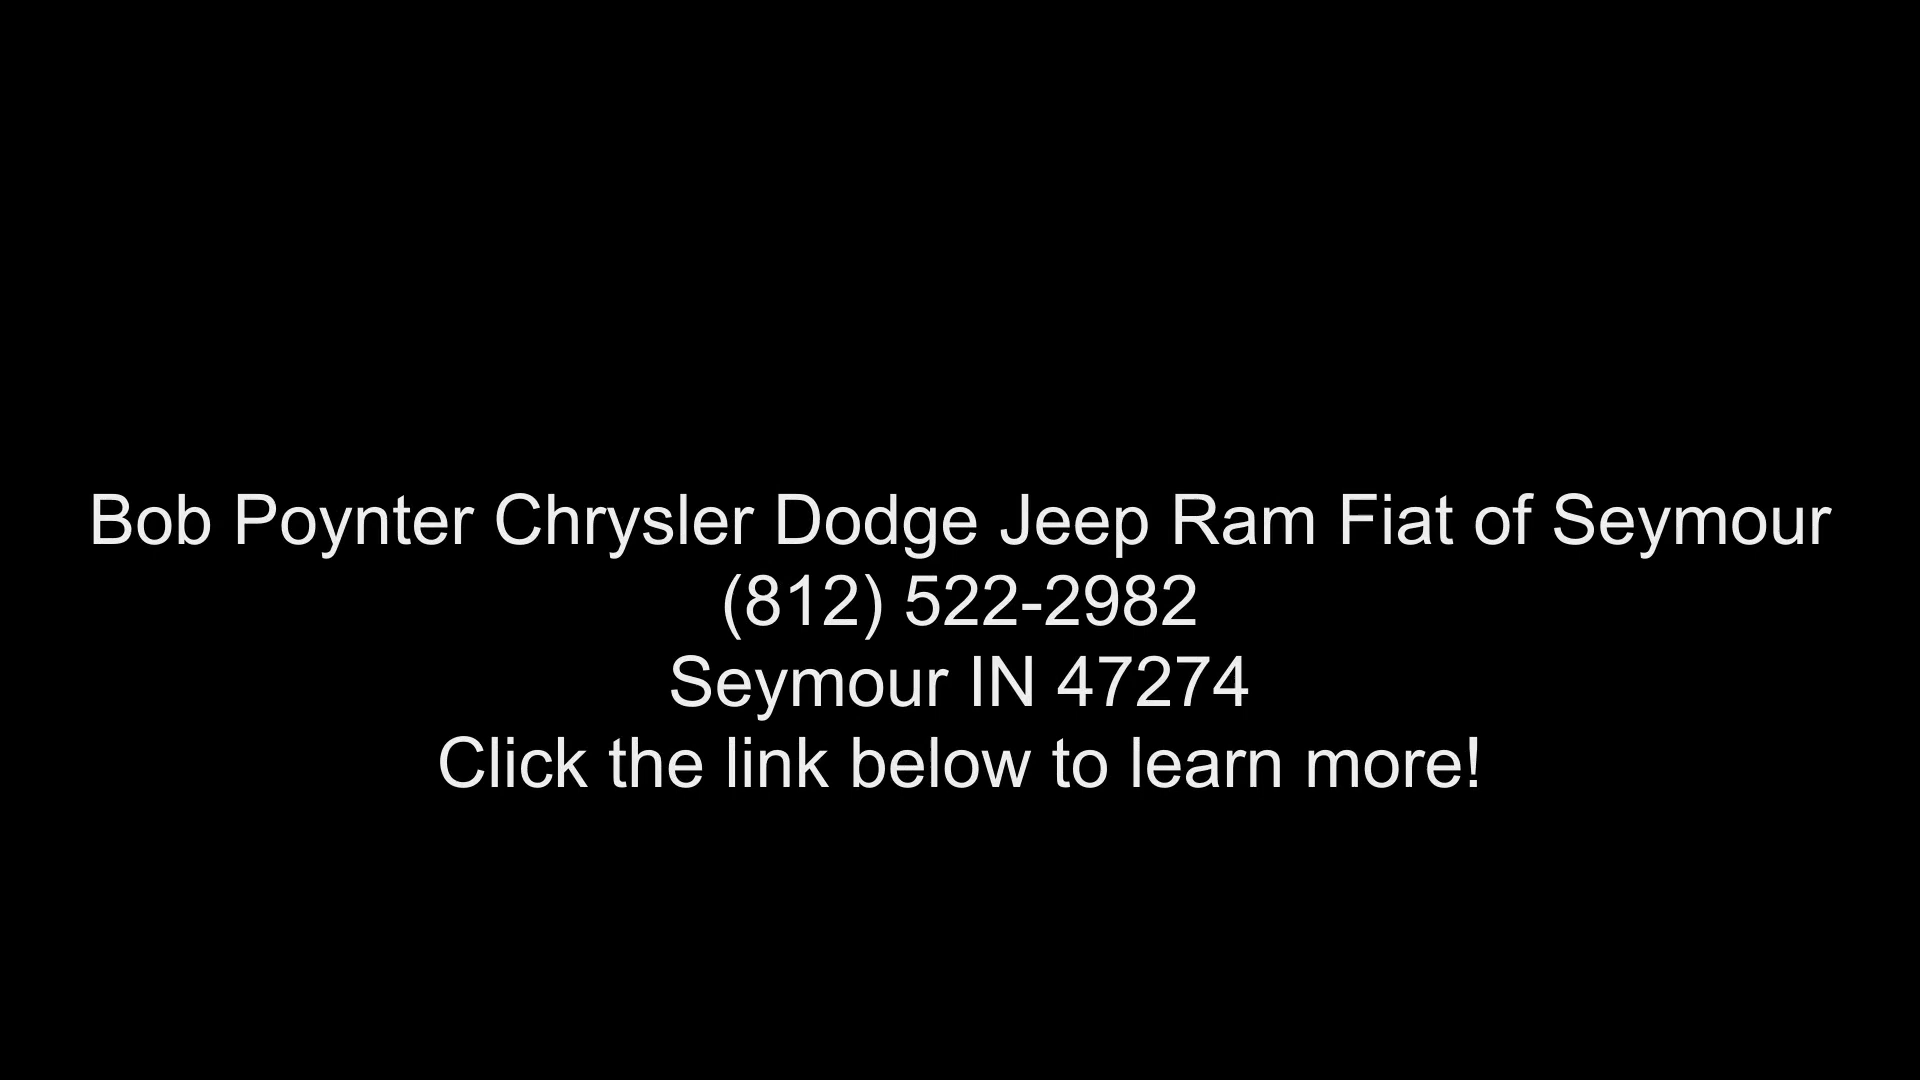 Bob Poynter Chrysler Dodge Jeep Ram Fiat of Seymour
(812) 522-2982
Seymour IN 47274
Click the link below to learn more!